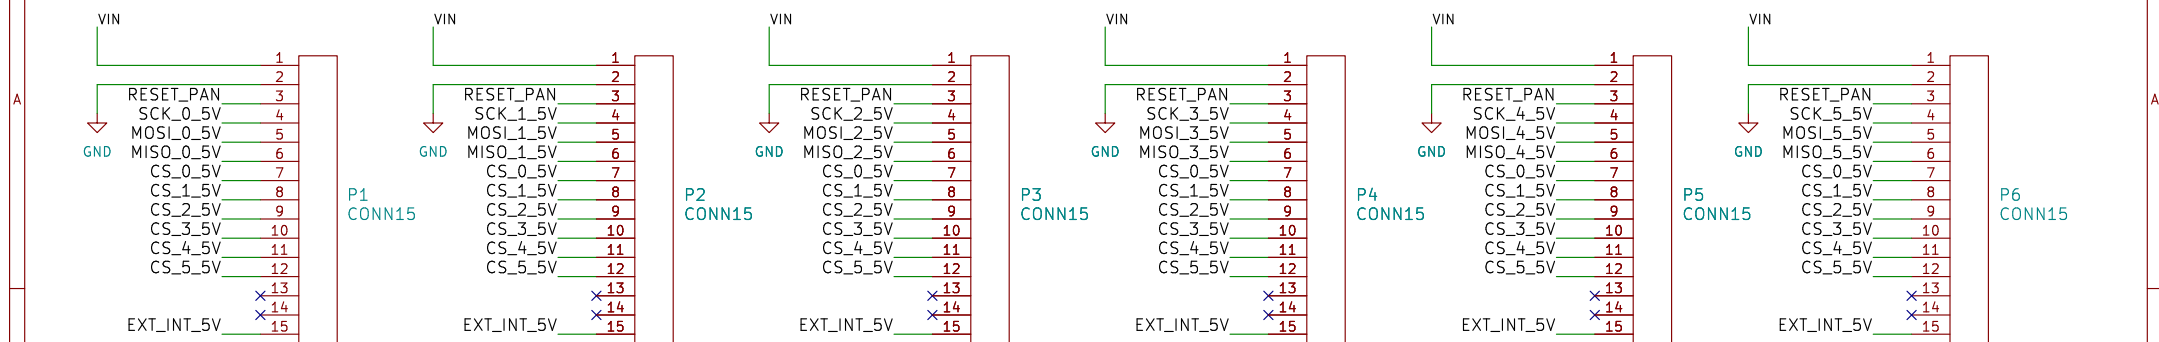 VIN VIN VIN VIN VIN VIN
1 1 1 1 1 1
2 2 2 2 2 2
A RESET_PAN 3 RESET_PAN 3 RESET_PAN 3 RESET_PAN 3 RESET_PAN 3 RESET_PAN 3 A
SCK_0_5V 4 SCK_1_5V 4 SCK_2_5V 4 SCK_3_5V 4 SCK_4_5V 4 SCK_5_5V 4
MOSI_0_5V 5 MOSI_1_5V 5 MOSI_2_5V 5 MOSI_3_5V 5 MOSI_4_5V 5 MOSI_5_5V 5
GND MISO_0_5V 6 GND MISO_1_5V 6 GND MISO_2_5V 6 GND MISO_3_5V 6 GND MISO_4_5V 6 GND MISO_5_5V 6
CS_0_5V 7 CS_0_5V 7 CS_0_5V 7 CS_0_5V 7 CS_0_5V 7 CS_0_5V 7
CS_1_5V 8 P1 CS_1_5V 8 P2 CS_1_5V 8 P3 CS_1_5V 8 P4 CS_1_5V 8 P5 CS_1_5V 8 P6
CS_2_5V 9 CONN15 CS_2_5V 9 CONN15 CS_2_5V 9 CONN15 CS_2_5V 9 CONN15 CS_2_5V 9 CONN15 CS_2_5V 9 CONN15
CS_3_5V 10 CS_3_5V 10 CS_3_5V 10 CS_3_5V 10 CS_3_5V 10 CS_3_5V 10
CS_4_5V 11 CS_4_5V 11 CS_4_5V 11 CS_4_5V 11 CS_4_5V 11 CS_4_5V 11
CS_5_5V 12 CS_5_5V 12 CS_5_5V 12 CS_5_5V 12 CS_5_5V 12 CS_5_5V 12
13 13 13 13 13 13
14 14 14 14 14 14
EXT_INT_5V 15 EXT_INT_5V 15 EXT_INT_5V 15 EXT_INT_5V 15 EXT_INT_5V 15 EXT_INT_5V 15